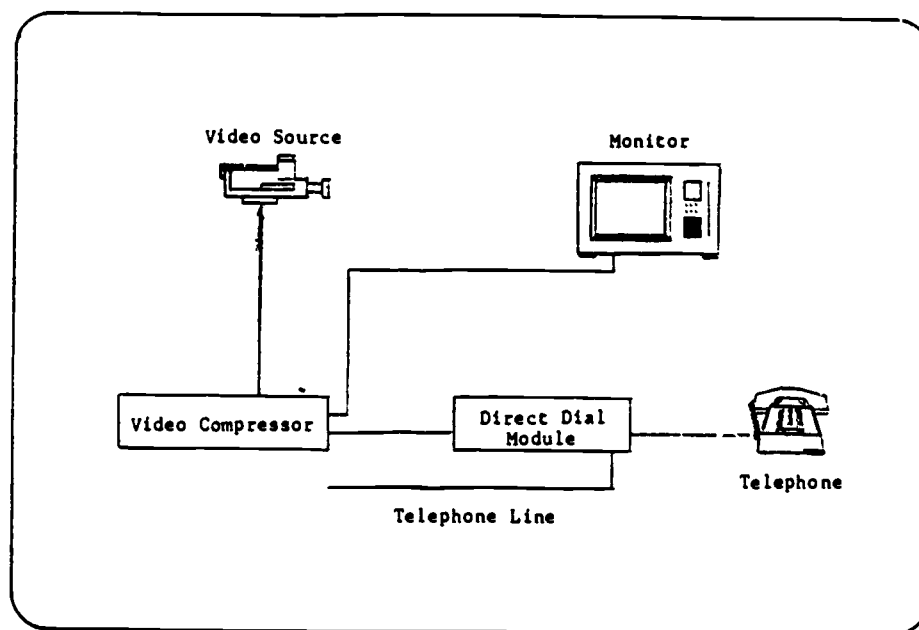 Video Source
Monitor
Video Compressor
Direct Dial
Module
Telephone
Telephone Line